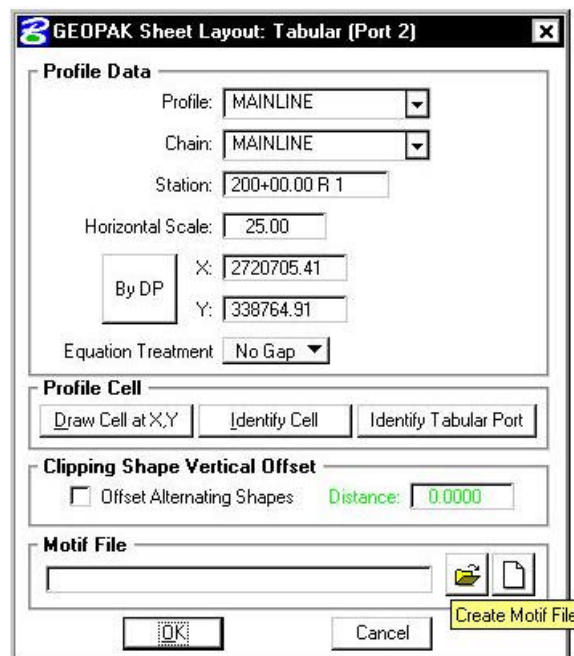 GEOPAK Sheet Layout: Tabular (Port 2)
Profile Data
Profile: MAINLINE
Chain: MAINLINE
Station: 200+00.00 R 1
Horizontal Scale: 25.00
By DP
X: 2720705.41
Y: 338764.91
Equation Treatment No Gap
Profile Cell
Draw Cell at X,Y Identify Cell Identify Tabular Port
Clipping Shape Vertical Offset
Offset Alternating Shapes Distance: 0.0000
Motif File
Create Motif File
OK Cancel